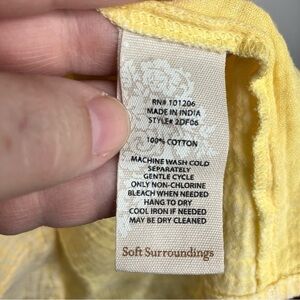 RN# 101206
MADE IN INDIA
STYLE# 2DF06
100% COTTON
MACHINE WASH COLD
SEPARATELY
GENTLE CYCLE
ONLY NON-CHLORINE
BLEACH WHEN NEEDED
HANG TO DRY
COOL IRON IF NEEDED
MAY BE DRY CLEANED
Soft Surroundings